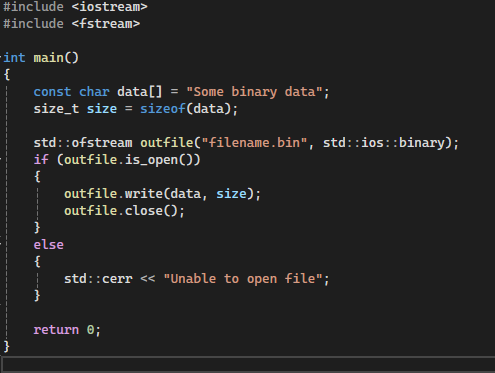 #include <iostream>
#include <fstream>

int main()
{
    const char data[] = "Some binary data";
    size_t size = sizeof(data);

    std::ofstream outfile("filename.bin", std::ios::binary);
    if (outfile.is_open())
    {
        outfile.write(data, size);
        outfile.close();
    }
    else
    {
        std::cerr << "Unable to open file";
    }

    return 0;
}